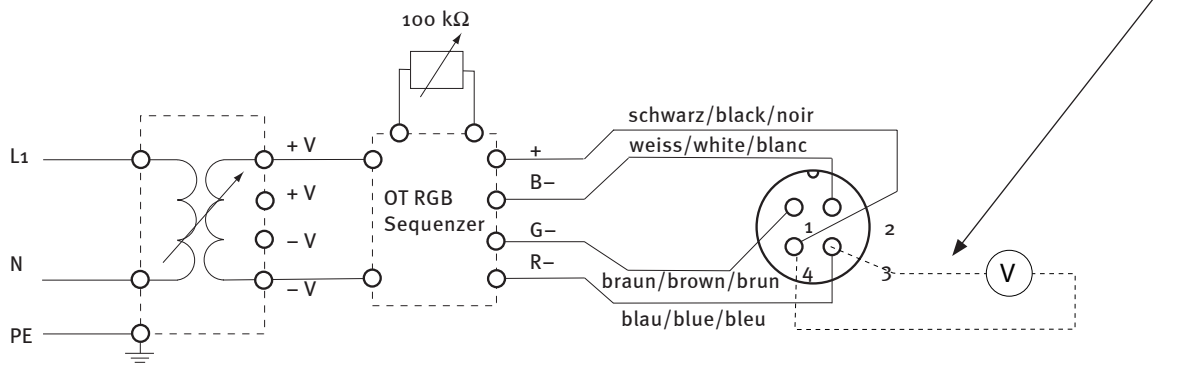 100 kΩ
L1
N
PE
+ V
+ V
– V
– V
OT RGB
Sequenzer
+
B–
G–
R–
schwarz/black/noir
weiss/white/blanc
braun/brown/brun
blau/blue/bleu
1
2
4
3
V